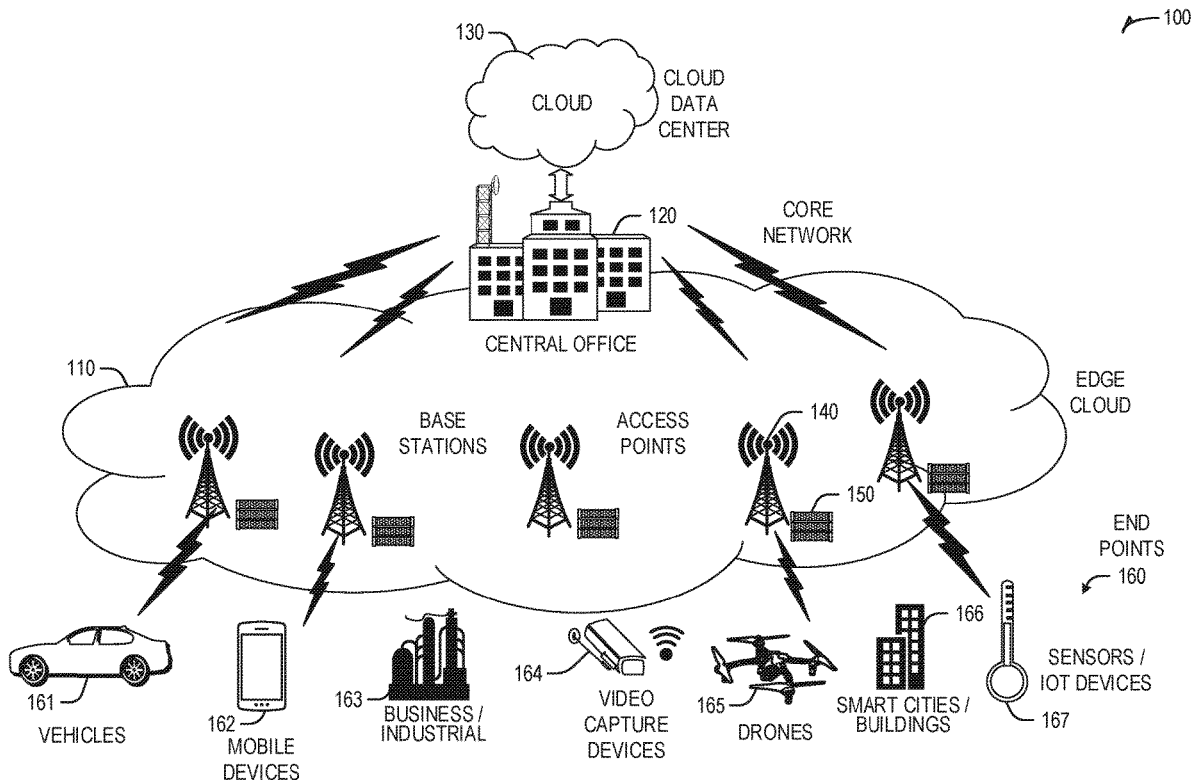 100
130
CLOUD
CLOUD
DATA
CENTER
120
CORE
NETWORK
CENTRAL OFFICE
110
EDGE
CLOUD
BASE
STATIONS
ACCESS
POINTS
140
150
END
POINTS
160
161
VEHICLES
162
MOBILE
DEVICES
163
BUSINESS /
INDUSTRIAL
164
VIDEO
CAPTURE
DEVICES
165
DRONES
166
SMART CITIES /
BUILDINGS
SENSORS /
IOT DEVICES
167